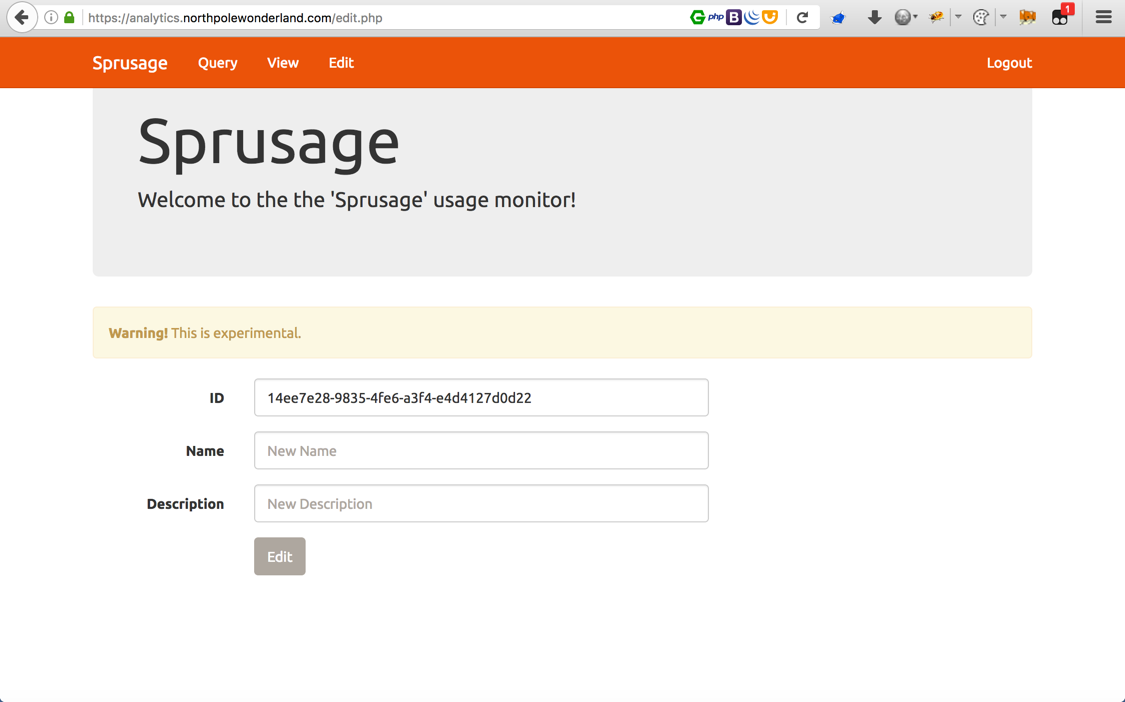 https://analytics.northpolewonderland.com/edit.php php B 1
Sprusage Query View Edit Logout
Sprusage
Welcome to the the 'Sprusage' usage monitor!
Warning! This is experimental.
ID 14ee7e28-9835-4fe6-a3f4-e4d4127d0d22
Name New Name
Description New Description
Edit